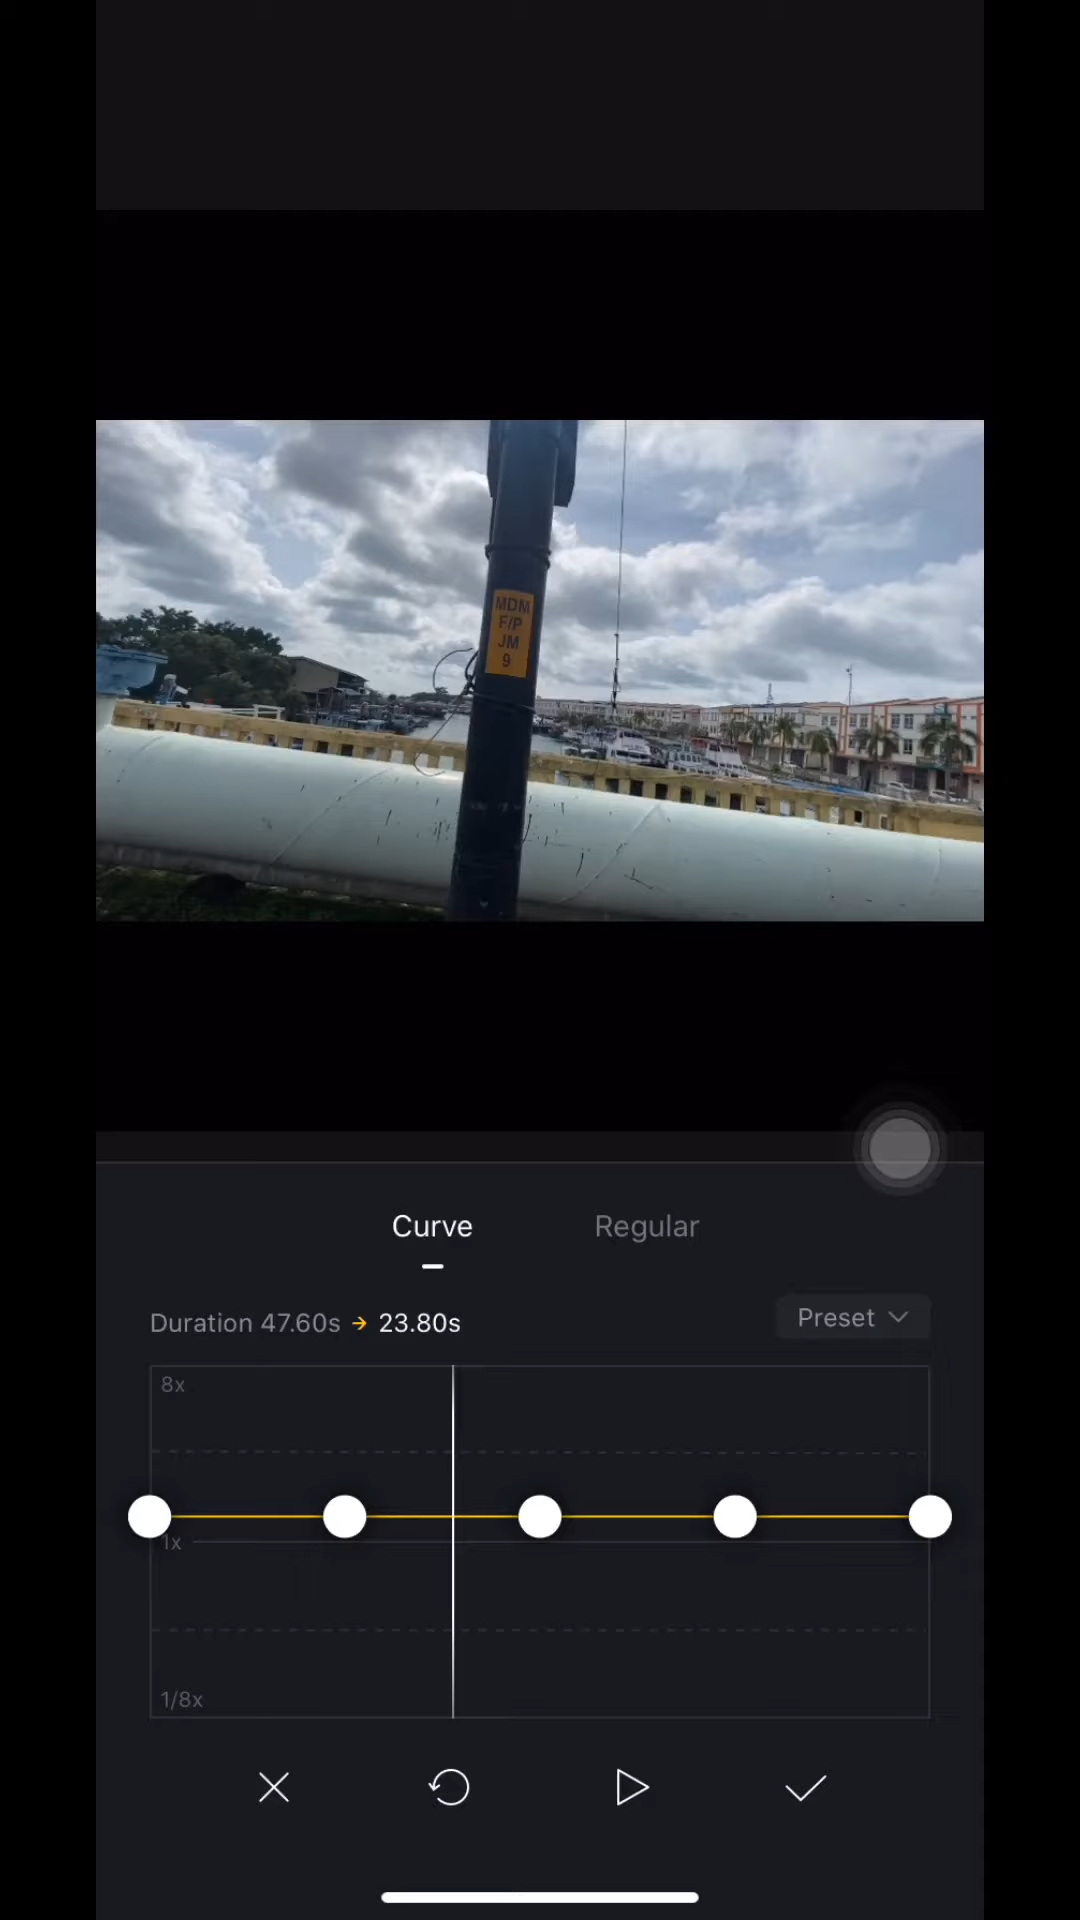 MDM
F/P
JM
9
Curve Regular
Duration 47.60s → 23.80s Preset
8x
1x
1/8x